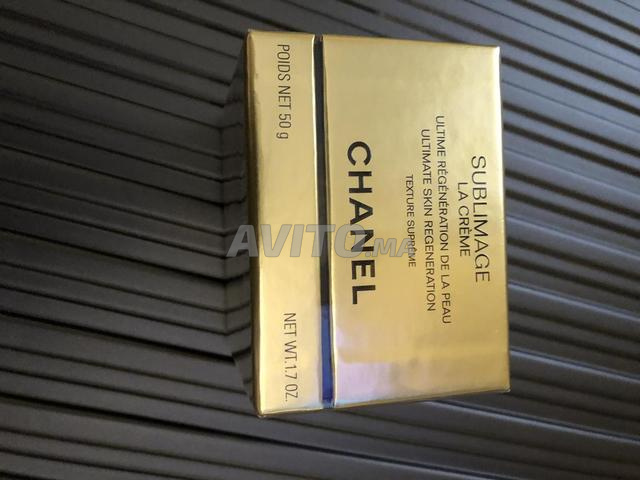 SUBLIMAGE
LA CRÈME
ULTIME RÉGÉNÉRATION DE LA PEAU
ULTIMATE SKIN REGENERATION
TEXTURE SUPRÊME
CHANEL
POIDS NET 50 g
NET WT. 1.7 OZ.
AVITO.ma